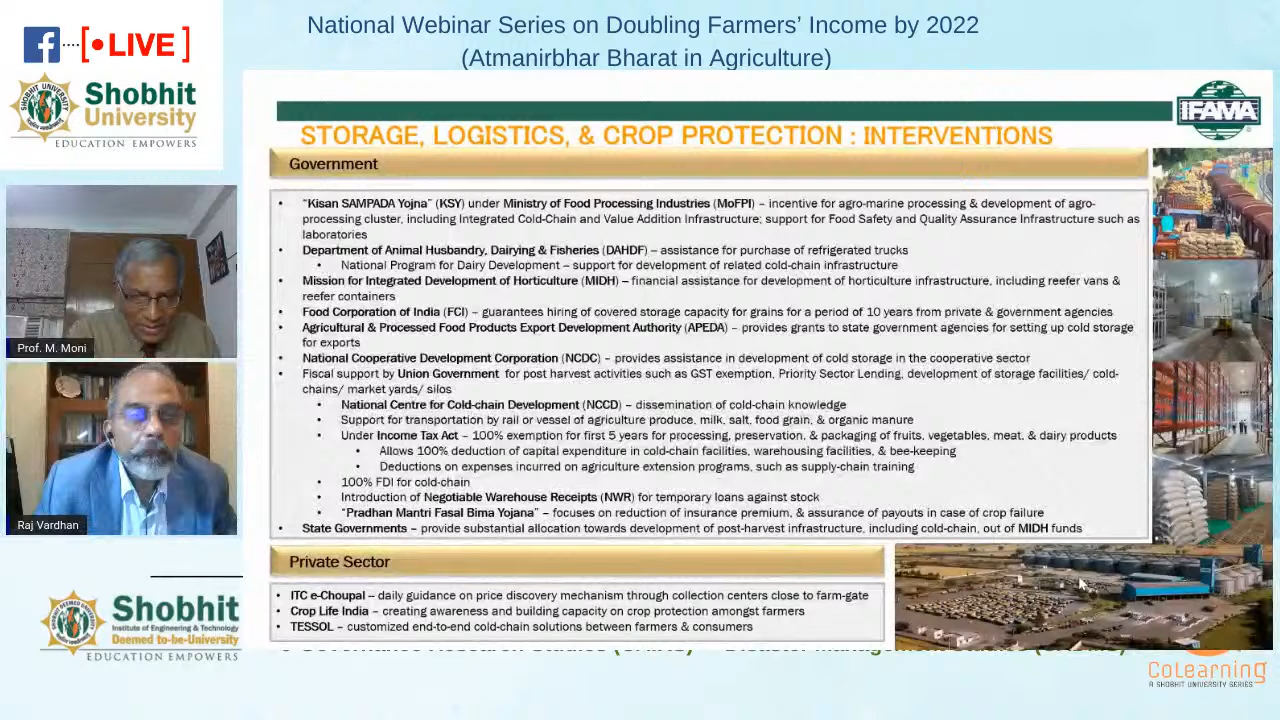 National Webinar Series on Doubling Farmers’ Income by 2022
(Atmanirbhar Bharat in Agriculture)
f [•LIVE]
Shobhit
University
EDUCATION EMPOWERS
IFAMA
STORAGE, LOGISTICS, & CROP PROTECTION : INTERVENTIONS
Government
• “Kisan SAMPADA Yojna” (KSY) under Ministry of Food Processing Industries (MoFPI) – incentive for agro-marine processing & development of agro-
processing cluster, including Integrated Cold-Chain and Value Addition Infrastructure; support for Food Safety and Quality Assurance Infrastructure such as
laboratories
• Department of Animal Husbandry, Dairying & Fisheries (DAHDF) – assistance for purchase of refrigerated trucks
• National Program for Dairy Development – support for development of related cold-chain infrastructure
• Mission for Integrated Development of Horticulture (MIDH) – financial assistance for development of horticulture infrastructure, including reefer vans &
reefer containers
• Food Corporation of India (FCI) – guarantees hiring of covered storage capacity for grains for a period of 10 years from private & government agencies
• Agricultural & Processed Food Products Export Development Authority (APEDA) – provides grants to state government agencies for setting up cold storage
for exports
• National Cooperative Development Corporation (NCDC) – provides assistance in development of cold storage in the cooperative sector
• Fiscal support by Union Government for post harvest activities such as GST exemption, Priority Sector Lending, development of storage facilities/ cold-
chains/ market yards/ silos
• National Centre for Cold-chain Development (NCCD) – dissemination of cold-chain knowledge
• Support for transportation by rail or vessel of agriculture produce, milk, salt, food grain, & organic manure
• Under Income Tax Act – 100% exemption for first 5 years for processing, preservation, & packaging of fruits, vegetables, meat, & dairy products
• Allows 100% deduction of capital expenditure in cold-chain facilities, warehousing facilities, & bee-keeping
• Deductions on expenses incurred on agriculture extension programs, such as supply-chain training
• 100% FDI for cold-chain
• Introduction of Negotiable Warehouse Receipts (NWR) for temporary loans against stock
• “Pradhan Mantri Fasal Bima Yojana” – focuses on reduction of insurance premium, & assurance of payouts in case of crop failure
• State Governments – provide substantial allocation towards development of post-harvest infrastructure, including cold-chain, out of MIDH funds
Private Sector
• ITC e-Choupal – daily guidance on price discovery mechanism through collection centers close to farm-gate
• Crop Life India – creating awareness and building capacity on crop protection amongst farmers
• TESSOL – customized end-to-end cold-chain solutions between farmers & consumers
Prof. M. Moni
Raj Vardhan
Shobhit
Institute of Engineering & Technology
Deemed to-be-University
EDUCATION EMPOWERS
CoLearning
A SHOBHIT UNIVERSITY SERIES